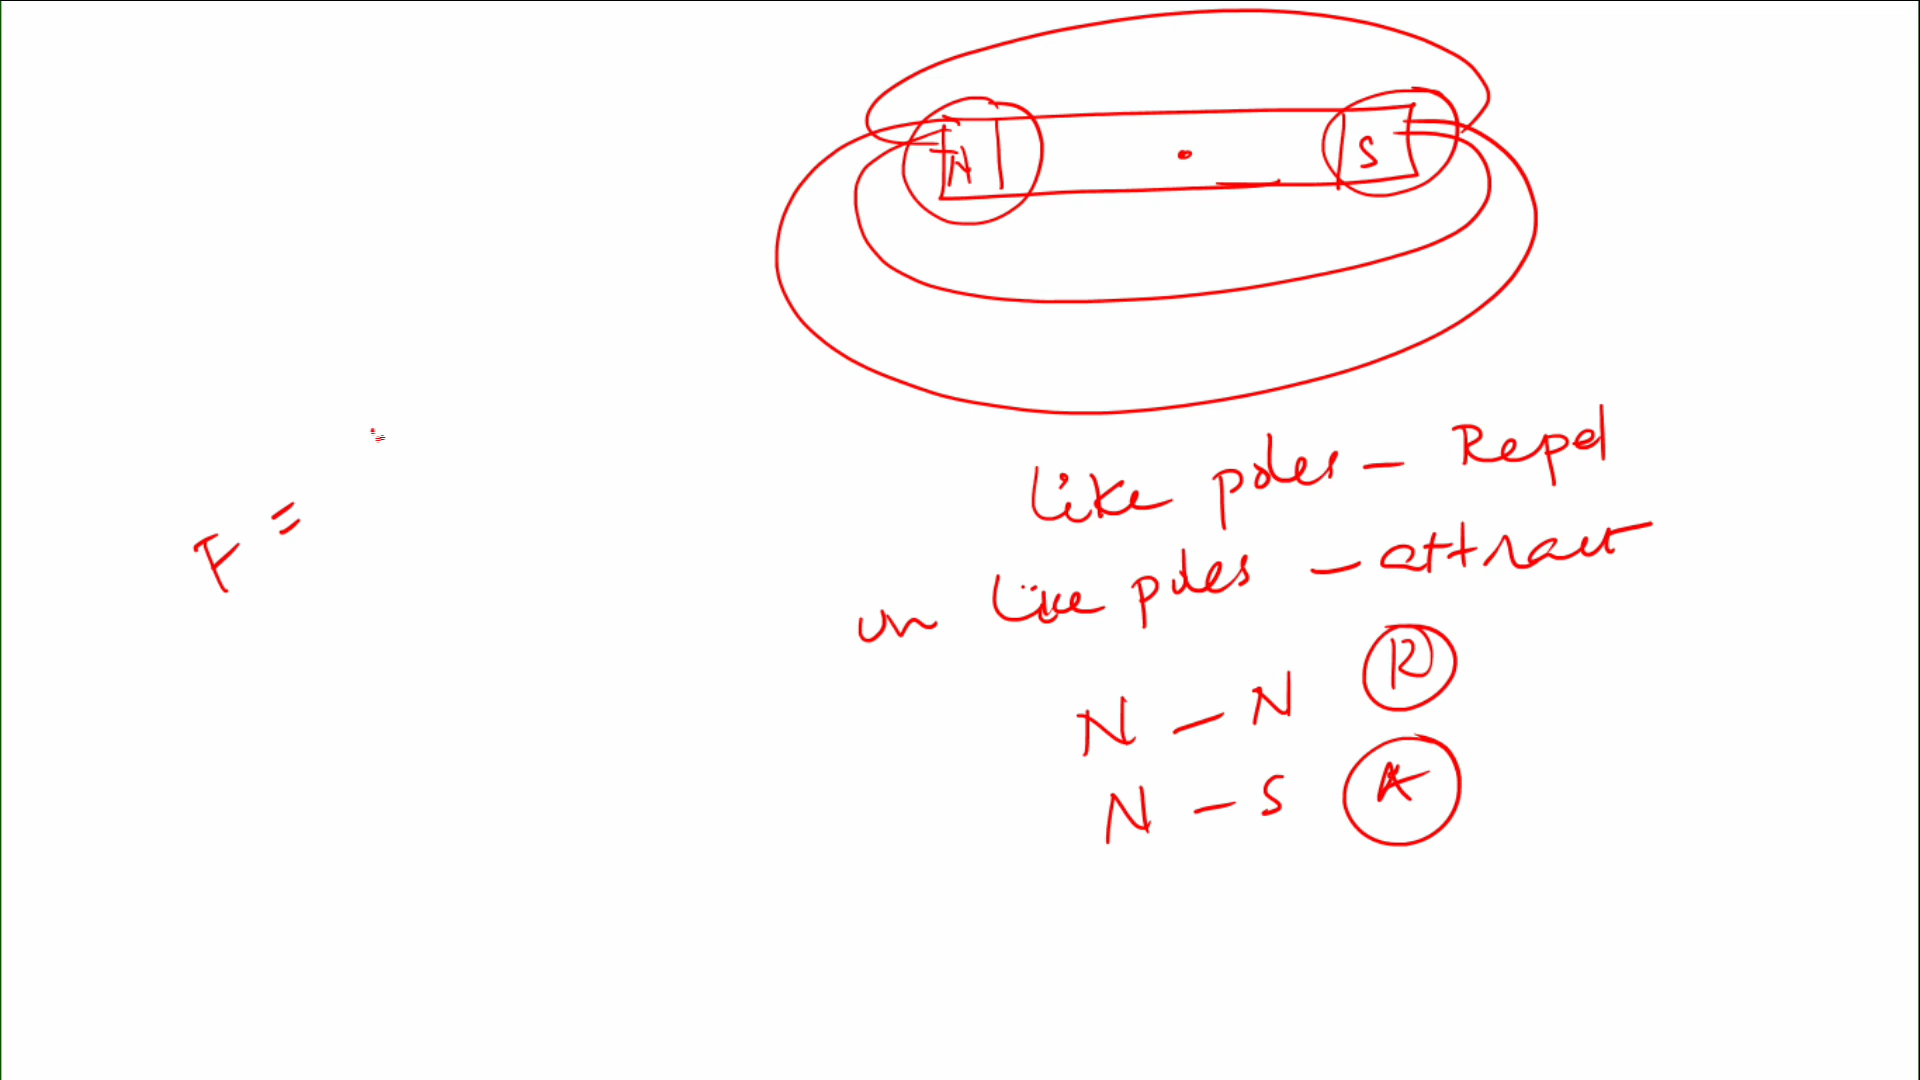 N S
like poles - Repel
un like poles - attract
F =
N - N R
N - S A